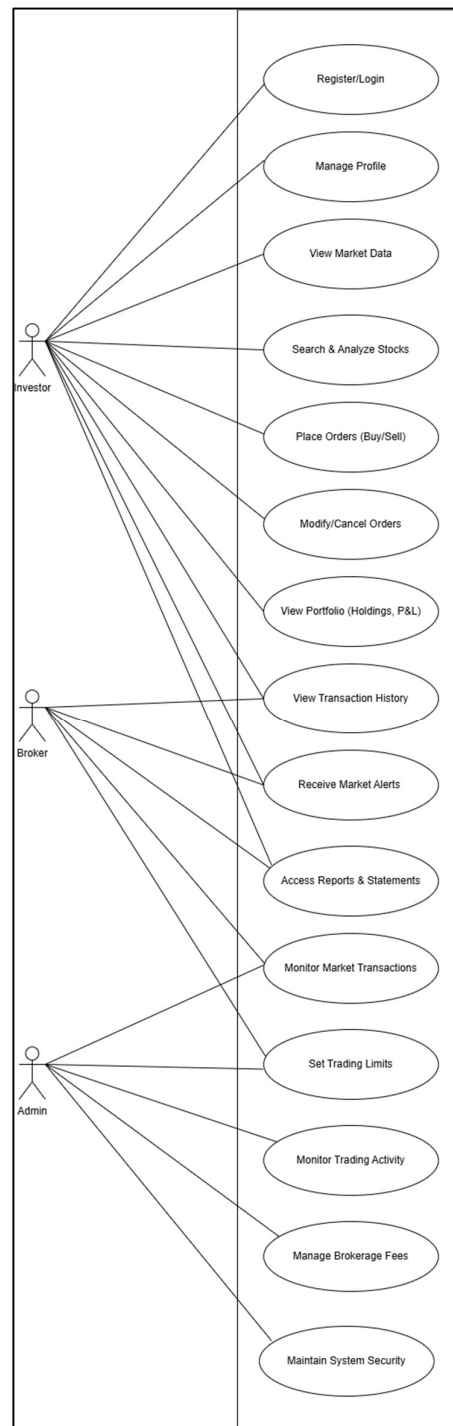 Register/Login
Manage Profile
View Market Data
Investor
Search & Analyze Stocks
Place Orders (Buy/Sell)
Modify/Cancel Orders
View Portfolio (Holdings, P&L)
Broker
View Transaction History
Receive Market Alerts
Access Reports & Statements
Monitor Market Transactions
Admin
Set Trading Limits
Monitor Trading Activity
Manage Brokerage Fees
Maintain System Security